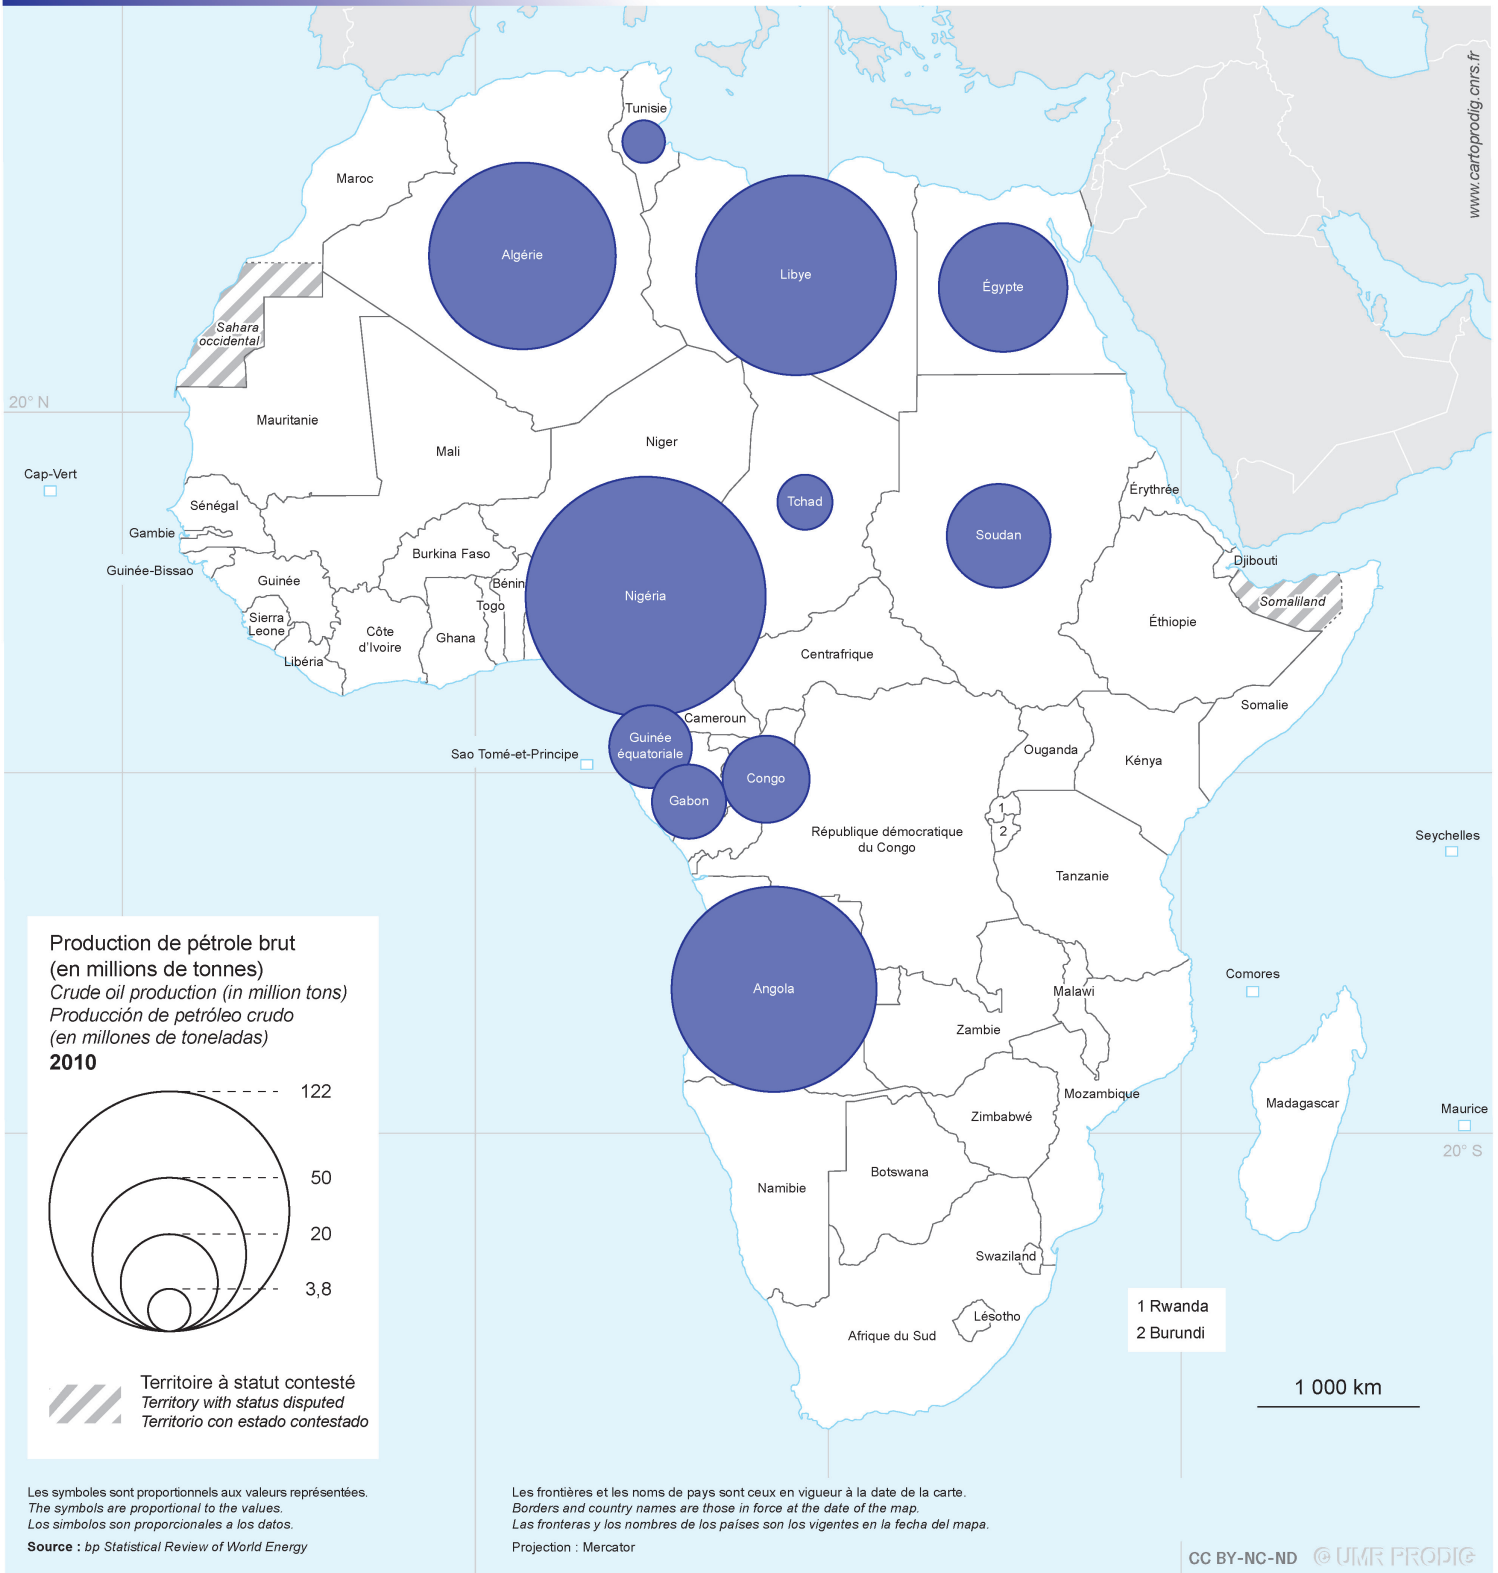 www.cartoprodig.cnrs.fr
Tunisie
Maroc
Algérie
Libye
Égypte
Sahara
occidental
20° N
Mauritanie
Mali
Niger
Cap-Vert
Tchad
Érythrée
Sénégal
Gambie
Soudan
Burkina Faso
Djibouti
Guinée-Bissao
Guinée
Bénin
Nigéria
Togo
Somaliland
Sierra
Leone
Côte
d'Ivoire
Ghana
Éthiopie
Libéria
Centrafrique
Somalie
Cameroun
Guinée
équatoriale
Sao Tomé-et-Principe
Ouganda
Kénya
Congo
Gabon
1
2
République démocratique
du Congo
Seychelles
Tanzanie
Angola
Comores
Malawi
Zambie
Mozambique
Madagascar
Maurice
Zimbabwé
20° S
Botswana
Namibie
Swaziland
Lésotho
Afrique du Sud
Production de pétrole brut
(en millions de tonnes)
Crude oil production (in million tons)
Producción de petróleo crudo
(en millones de toneladas)
2010
122
50
20
3,8
Territoire à statut contesté
Territory with status disputed
Territorio con estado contestado
1 Rwanda
2 Burundi
1 000 km
Les symboles sont proportionnels aux valeurs représentées.
The symbols are proportional to the values.
Los simbolos son proporcionales a los datos.
Source : bp Statistical Review of World Energy
Les frontières et les noms de pays sont ceux en vigueur à la date de la carte.
Borders and country names are those in force at the date of the map.
Las fronteras y los nombres de los países son los vigentes en la fecha del mapa.
Projection : Mercator
CC BY-NC-ND © UMR PRODIG